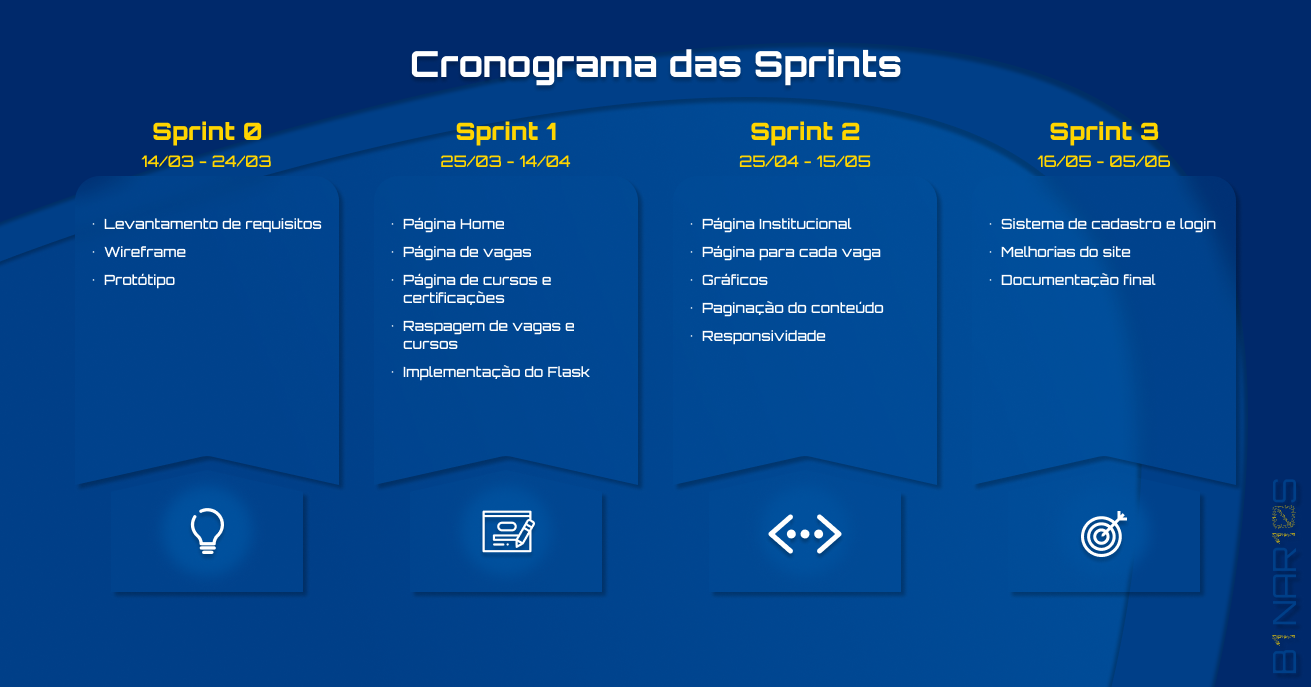 Cronograma das Sprints
Sprint 0
14/03 - 24/03
· Levantamento de requisitos
· Wireframe
· Protótipo
Sprint 1
25/03 - 14/04
· Página Home
· Página de vagas
· Página de cursos e
certificações
· Raspagem de vagas e
cursos
· Implementação do Flask
Sprint 2
25/04 - 15/05
· Página Institucional
· Página para cada vaga
· Gráficos
· Paginação do conteúdo
· Responsividade
Sprint 3
16/05 - 05/06
· Sistema de cadastro e login
· Melhorias do site
· Documentação final
B1NAR10S